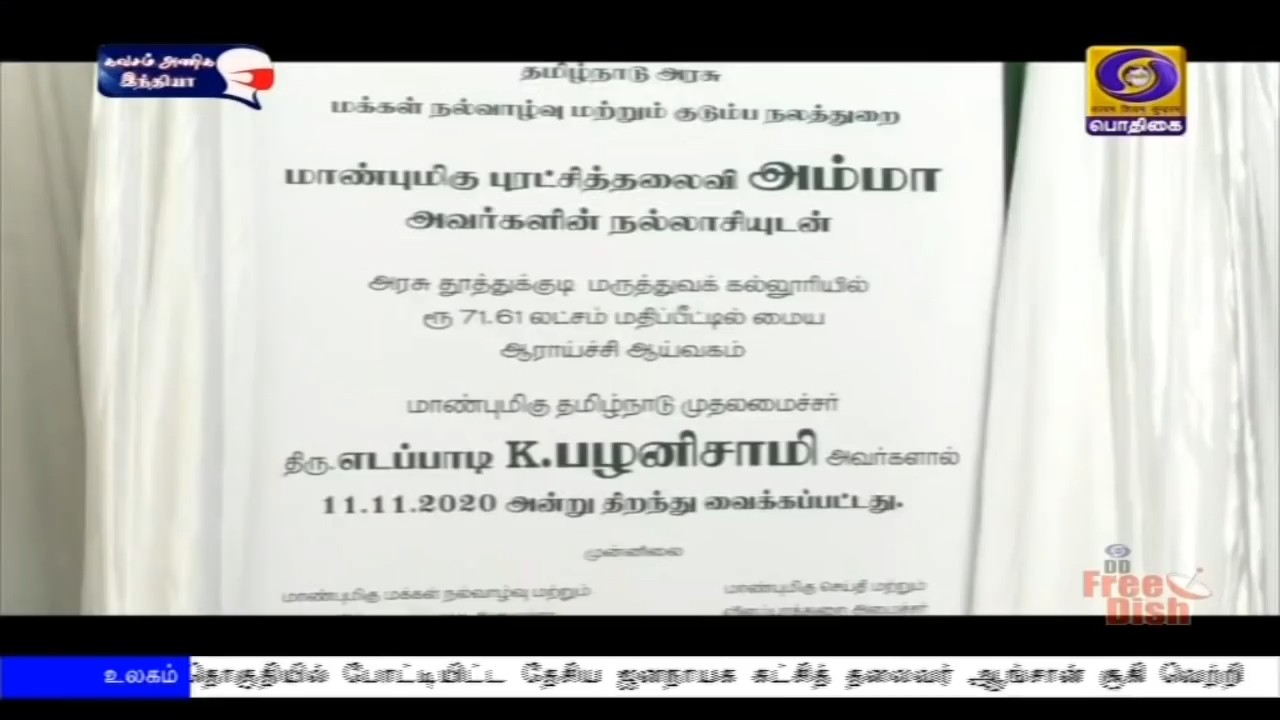 கவசம் அணிக
இந்தியா
பொதிகை
தமிழ்நாடு அரசு
மக்கள் நல்வாழ்வு மற்றும் குடும்ப நலத்துறை
மாண்புமிகு புரட்சித்தலைவி அம்மா
அவர்களின் நல்லாசியுடன்
அரசு தூத்துக்குடி மருத்துவக் கல்லூரியில்
ரூ 71.61 லட்சம் மதிப்பீட்டில் மைய
ஆராய்ச்சி ஆய்வகம்
மாண்புமிகு தமிழ்நாடு முதலமைச்சர்
திரு.எடப்பாடி K.பழனிசாமி அவர்களால்
11.11.2020 அன்று திறந்து வைக்கப்பட்டது.
முன்னிலை
மாண்புமிகு மக்கள் நல்வாழ்வு மற்றும்
மாண்புமிகு செய்தி மற்றும்
DD
Free
Dish
உலகம் தொகுதியில் போட்டியிட்ட தேசிய ஜனநாயக கட்சித் தலைவர் ஆங்சான் சூகி வெற்றி